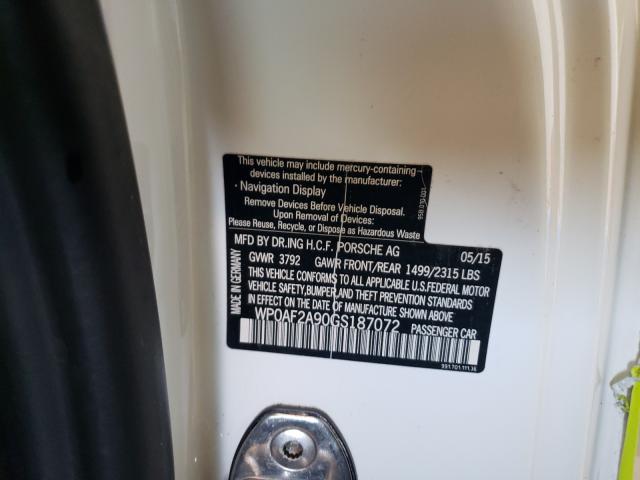 This vehicle may include mercury-containing
devices installed by the manufacturer:
· Navigation Display
Remove Devices Before Vehicle Disposal.
Upon Removal of Devices:
Please Reuse, Recycle, or Dispose as Hazardous Waste
MFD BY DR.ING H.C.F. PORSCHE AG 05/15
GVWR 3792 GAWR FRONT/REAR 1499/2315 LBS
THIS VEHICLE CONFORMS TO ALL APPLICABLE U.S.FEDERAL MOTOR
VEHICLE SAFETY,BUMPER,AND THEFT PREVENTION STANDARDS
IN EFFECT ON THE DATE OF MANUFACTURE SHOWN ABOVE.
WP0AF2A90GS187072 PASSENGER CAR
MADE IN GERMANY
991.701.111.36